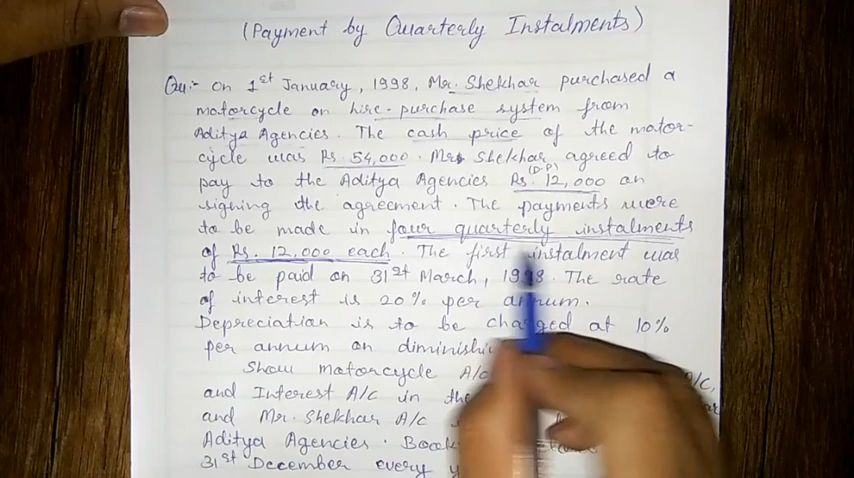 (Payment by Quarterly Instalments)
Qu:- On 1st January, 1998, Mr. Shekhar purchased a
motorcycle on hire-purchase system from
Aditya Agencies. The cash price of the motor-
cycle was Rs. 54,000. Mr. Shekhar agreed to
(D.P)
pay to the Aditya Agencies Rs. 12,000 on
signing the agreement. The payments were
to be made in four quarterly instalments
of Rs. 12,000 each. The first instalment was
to be paid on 31st March, 1998. The rate
of interest is 20% per annum.
Depreciation is to be charged at 10%
per annum on
Show motorcycle A/c A/C,
and Interest A/C in the
and Mr. Shekhar A/C
Aditya Agencies.
31st December every